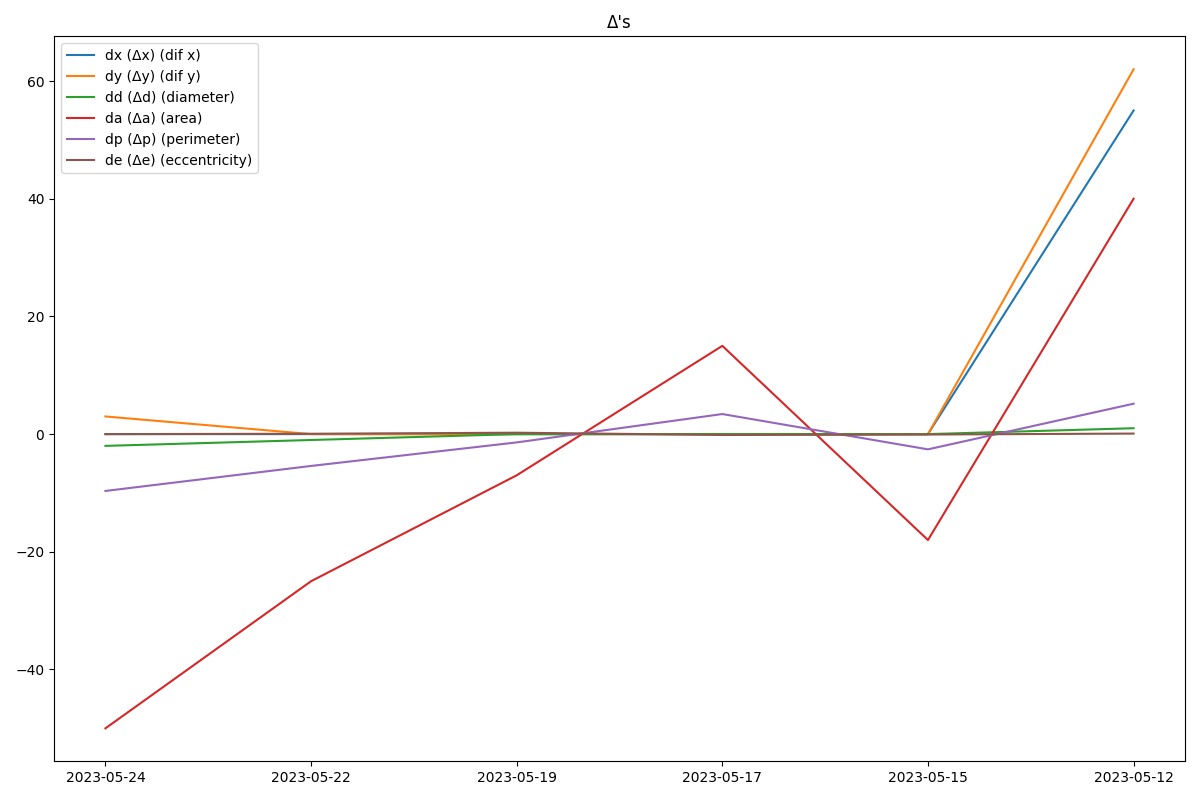 Δ's
dx (Δx) (dif x)
dy (Δy) (dif y)
dd (Δd) (diameter)
da (Δa) (area)
dp (Δp) (perimeter)
de (Δe) (eccentricity)
60
40
20
0
−20
−40
2023-05-24 2023-05-22 2023-05-19 2023-05-17 2023-05-15 2023-05-12